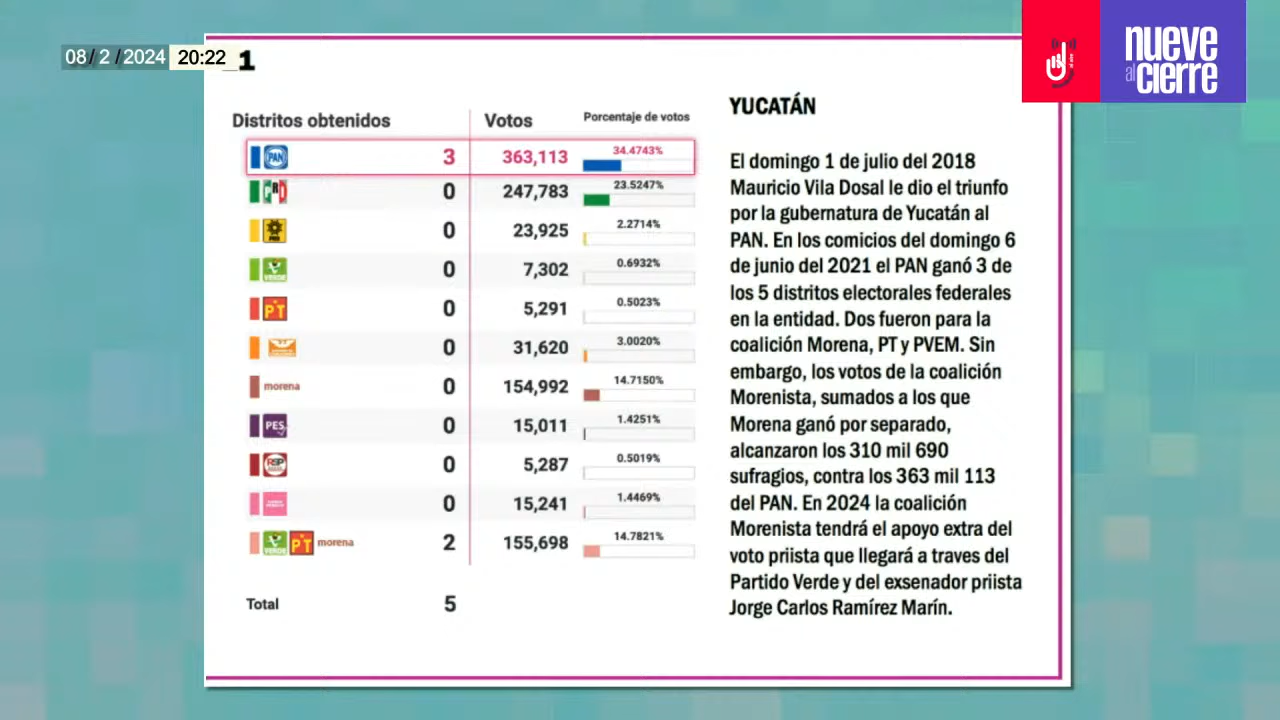 08/ 2 /2024 20:22
1
nueve
al cierre
Distritos obtenidos Votos Porcentaje de votos
PAN 3 363,113 34.4743%
PRD 0 247,783 23.5247%
0 23,925 2.2714%
VERDE 0 7,302 0.6932%
PT 0 5,291 0.5023%
0 31,620 3.0020%
morena 0 154,992 14.7150%
PES 0 15,011 1.4251%
RSP 0 5,287 0.5019%
0 15,241 1.4469%
VERDE PT morena 2 155,698 14.7821%
Total 5
YUCATÁN
El domingo 1 de julio del 2018
Mauricio Vila Dosal le dio el triunfo
por la gubernatura de Yucatán al
PAN. En los comicios del domingo 6
de junio del 2021 el PAN ganó 3 de
los 5 distritos electorales federales
en la entidad. Dos fueron para la
coalición Morena, PT y PVEM. Sin
embargo, los votos de la coalición
Morenista, sumados a los que
Morena ganó por separado,
alcanzaron los 310 mil 690
sufragios, contra los 363 mil 113
del PAN. En 2024 la coalición
Morenista tendrá el apoyo extra del
voto priista que llegará a traves del
Partido Verde y del exsenador priista
Jorge Carlos Ramírez Marín.